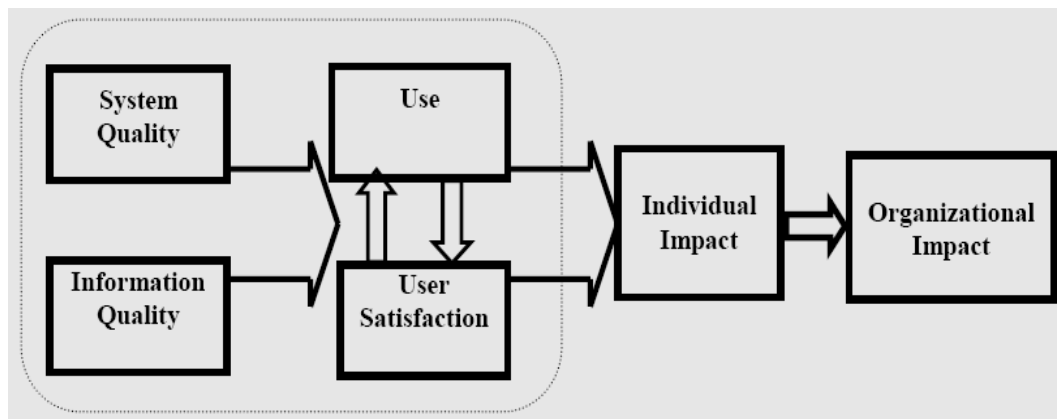 System
Quality
Use
Individual
Impact
Organizational
Impact
Information
Quality
User
Satisfaction